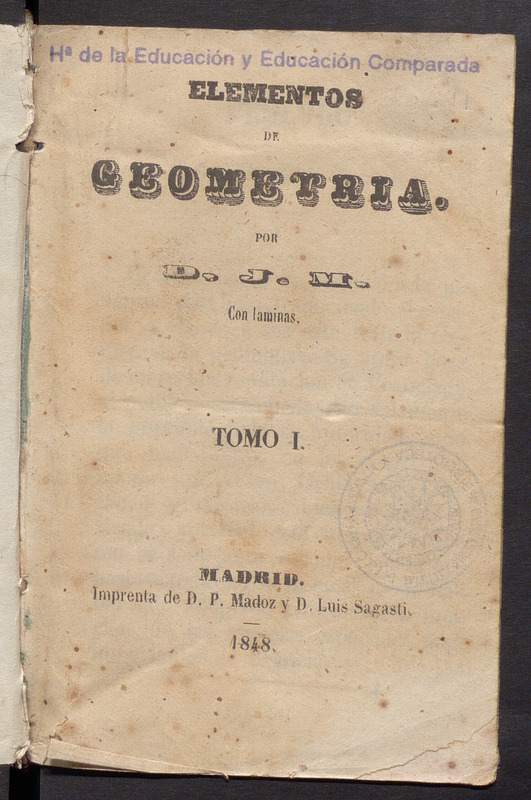 Hª de la Educación y Educación Comparada
ELEMENTOS
DE
GEOMETRIA.
POR
D. J. M.
Con laminas.
TOMO I.
MADRID.
Imprenta de D. P. Madoz y D. Luis Sagasti.
1848.